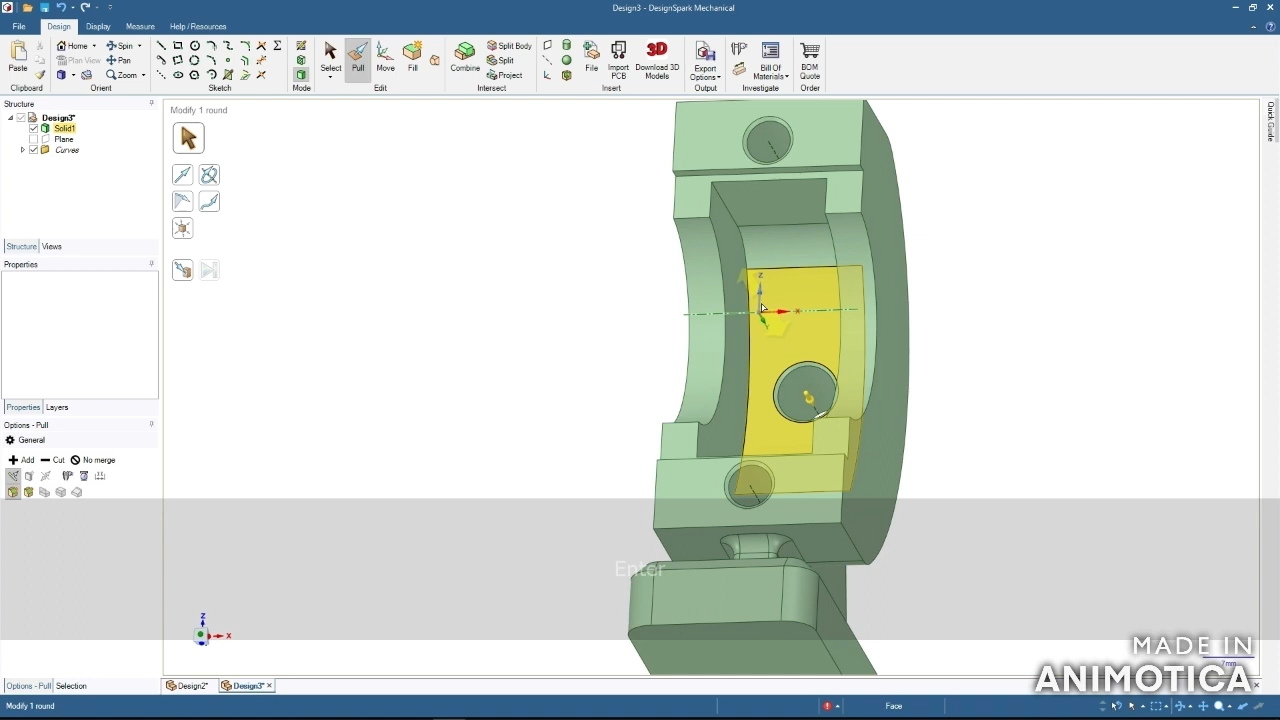 Design3 - DesignSpark Mechanical
File Design Display Measure Help / Resources
Paste
Home Spin
Plan View Pan
Zoom
Select Pull Move Fill
Combine
Split Body
Split
Project
File Import PCB Download 3D Models
3D
Export Options
Bill Of Materials
BOM Quote
Clipboard Orient Sketch Mode Edit Intersect Insert Output Investigate Order
Structure
Design3*
Solid1
Plane
Curves
Structure Views
Properties
Properties Layers
Options - Pull
General
Add Cut No merge
Modify 1 round
Quick Guide
Z
X
Y
Enter
Z
X
7mm
MADE IN
ANIMOTICA
Options - Pull Selection
Design2* Design3*
Modify 1 round
Face